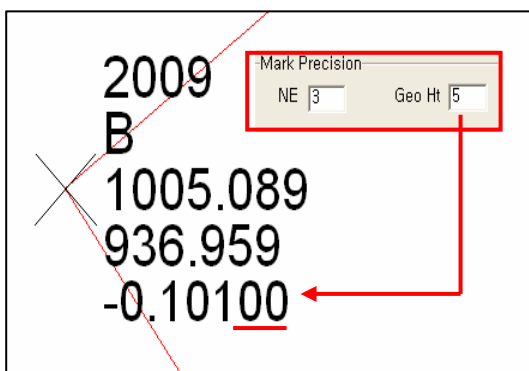 2009
B
1005.089
936.959
-0.10100
Mark Precision
NE 3 Geo Ht 5